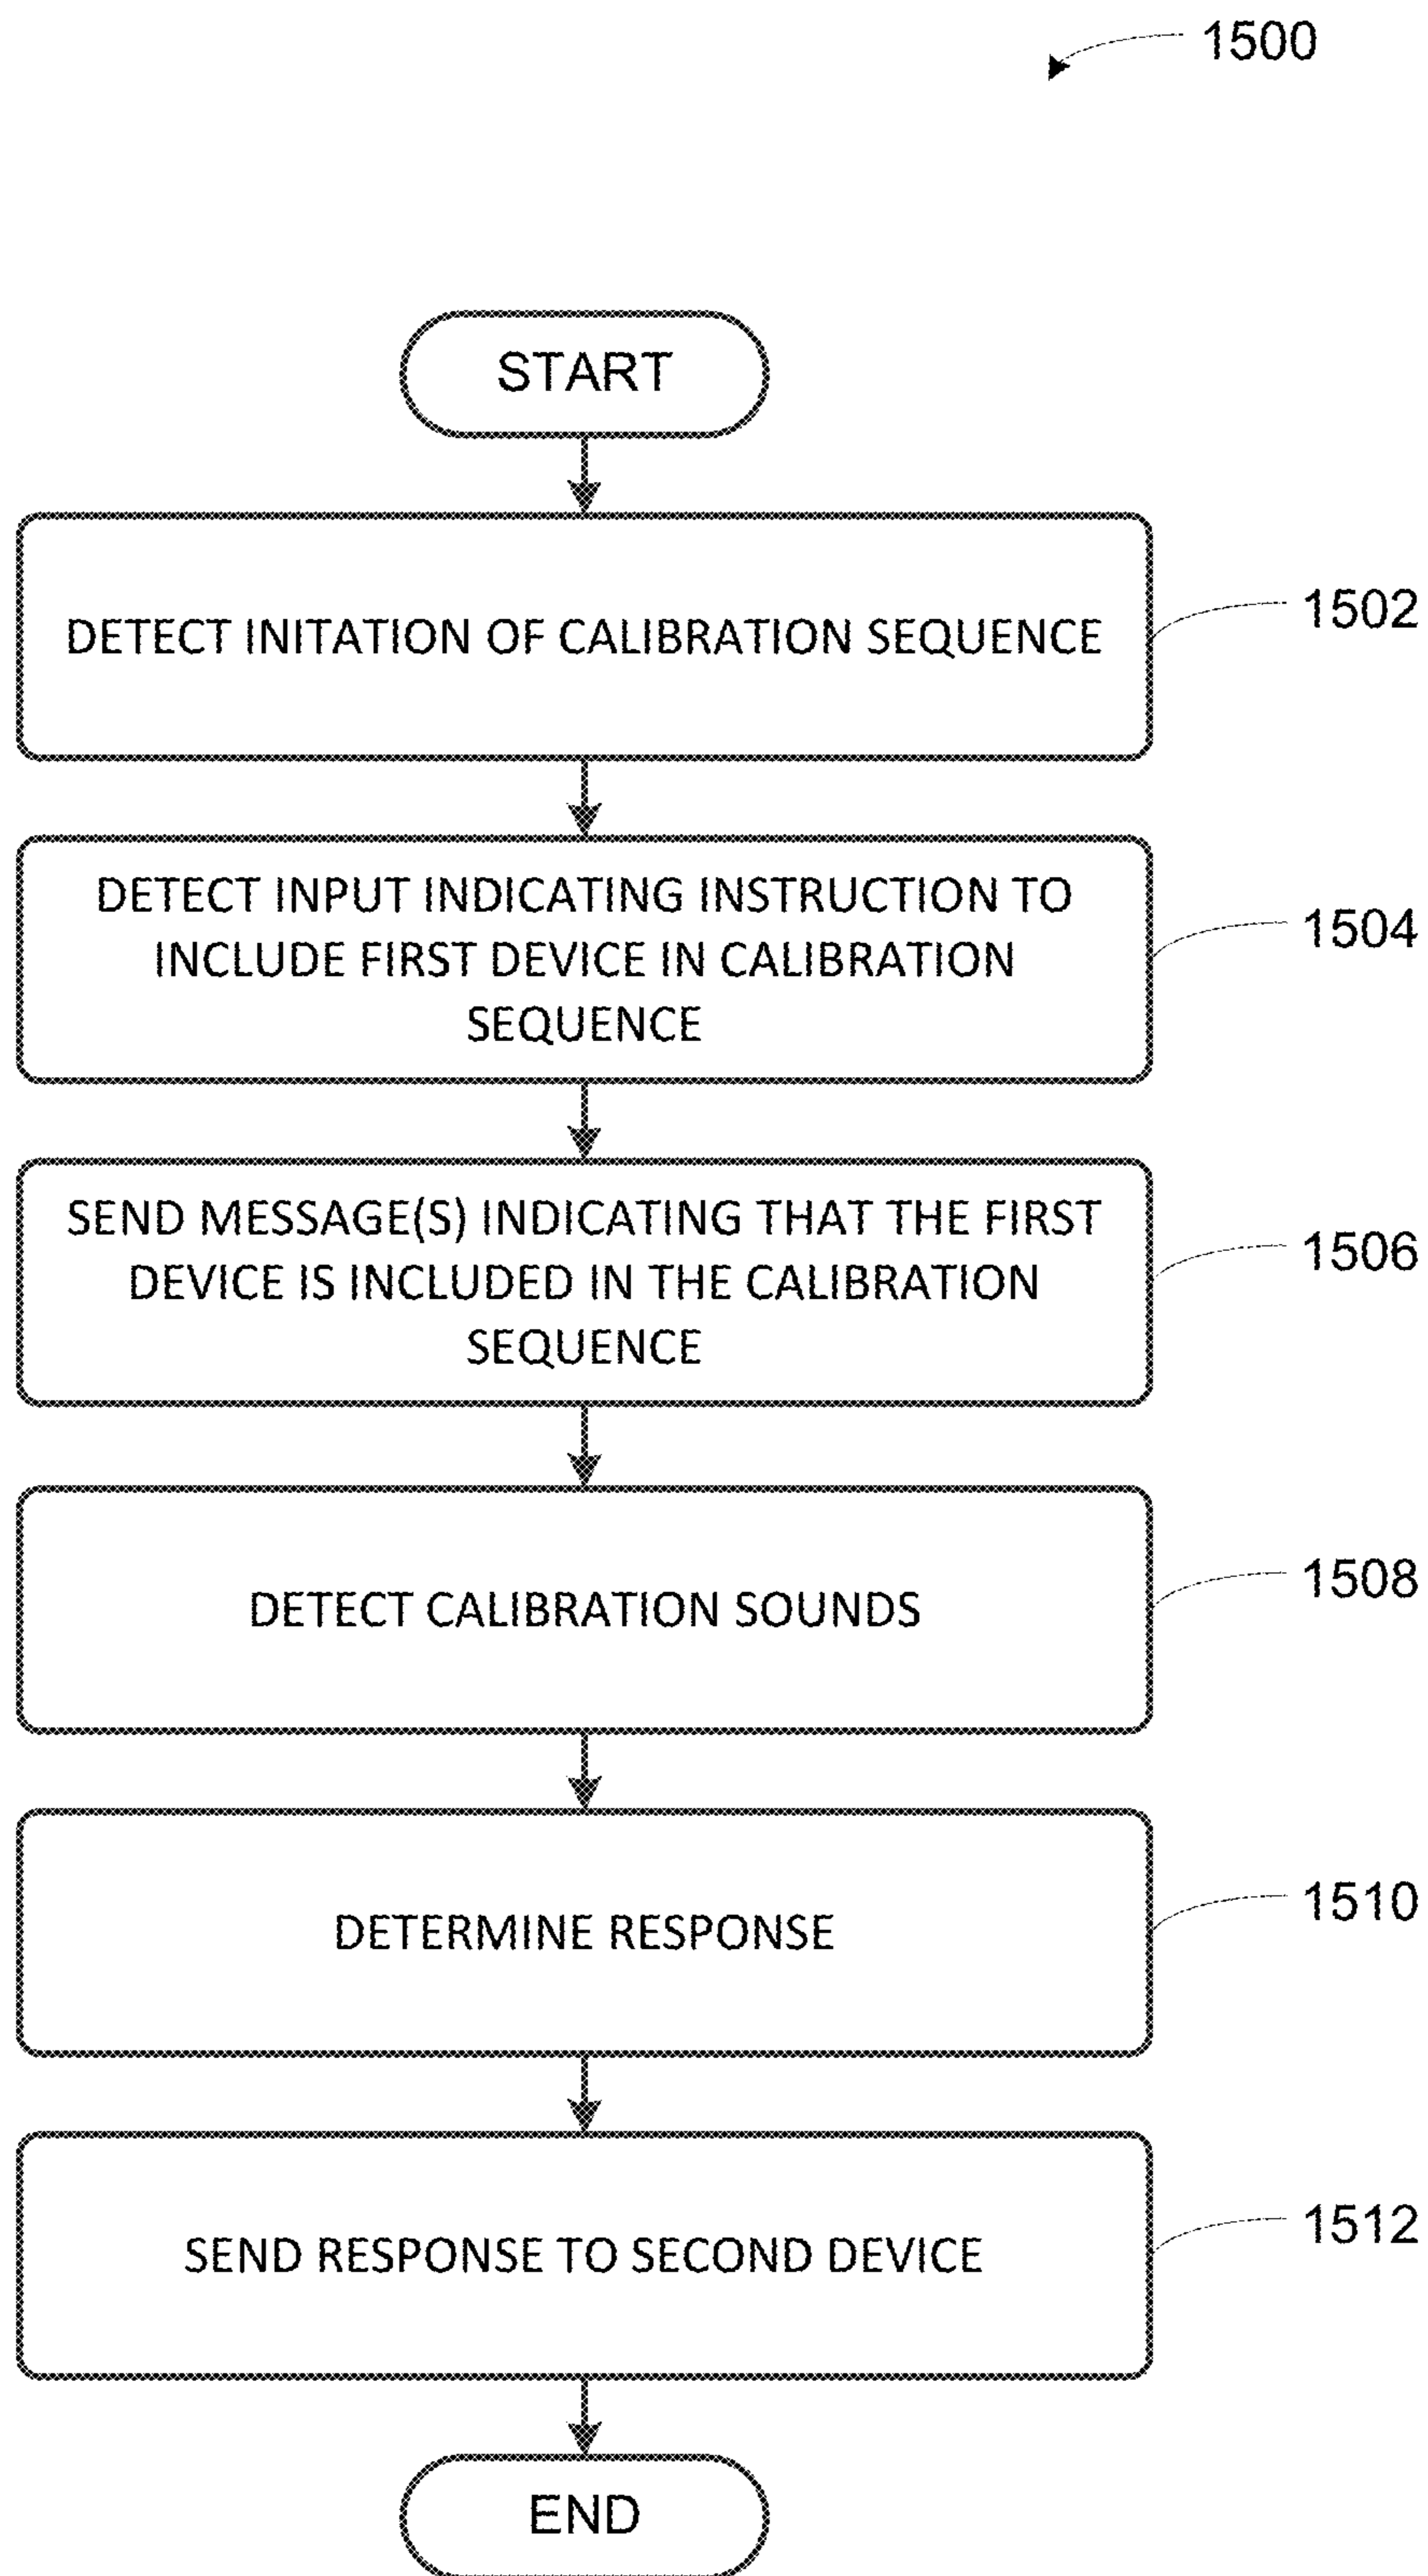 1500
START
DETECT INITATION OF CALIBRATION SEQUENCE
1502
DETECT INPUT INDICATING INSTRUCTION TO
INCLUDE FIRST DEVICE IN CALIBRATION
SEQUENCE
1504
SEND MESSAGE(S) INDICATING THAT THE FIRST
DEVICE IS INCLUDED IN THE CALIBRATION
SEQUENCE
1506
DETECT CALIBRATION SOUNDS
1508
DETERMINE RESPONSE
1510
SEND RESPONSE TO SECOND DEVICE
1512
END